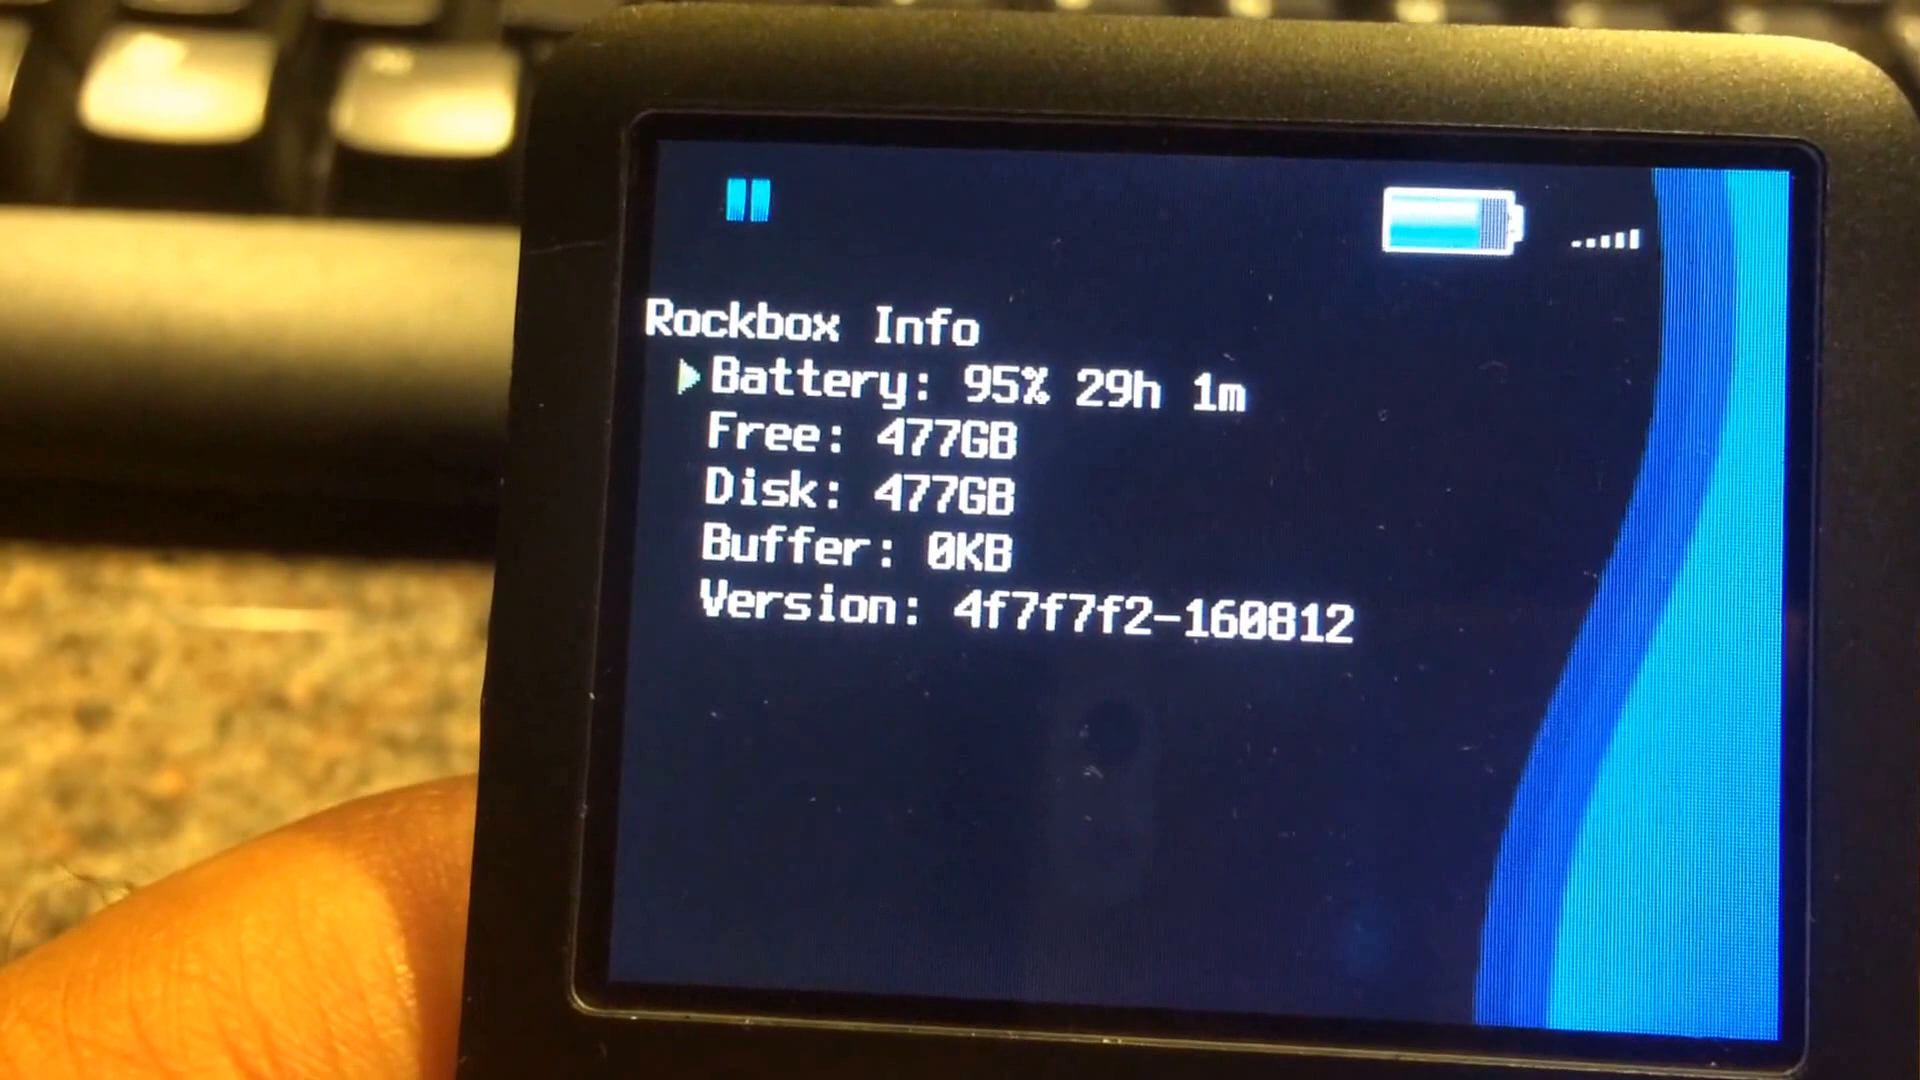 Rockbox Info
Battery: 95% 29h 1m
Free: 477GB
Disk: 477GB
Buffer: 0KB
Version: 4f7f7f2-160812